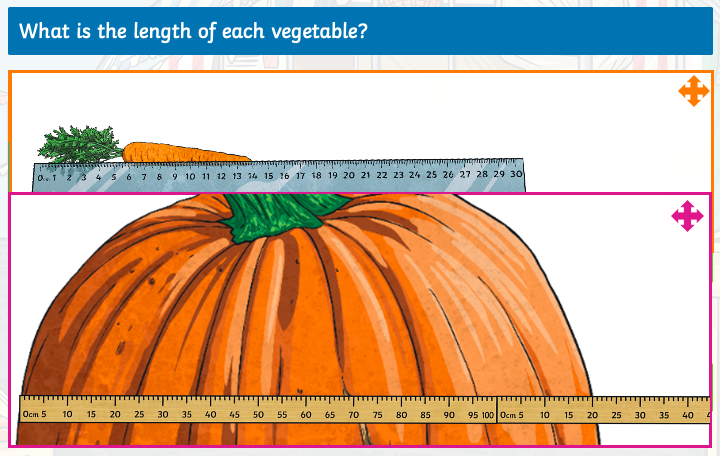 What is the length of each vegetable?
0cm 1 2 3 4 5 6 7 8 9 10 11 12 13 14 15 16 17 18 19 20 21 22 23 24 25 26 27 28 29 30
0cm 5 10 15 20 25 30 35 40 45 50 55 60 65 70 75 80 85 90 95 100 0cm 5 10 15 20 25 30 35 40